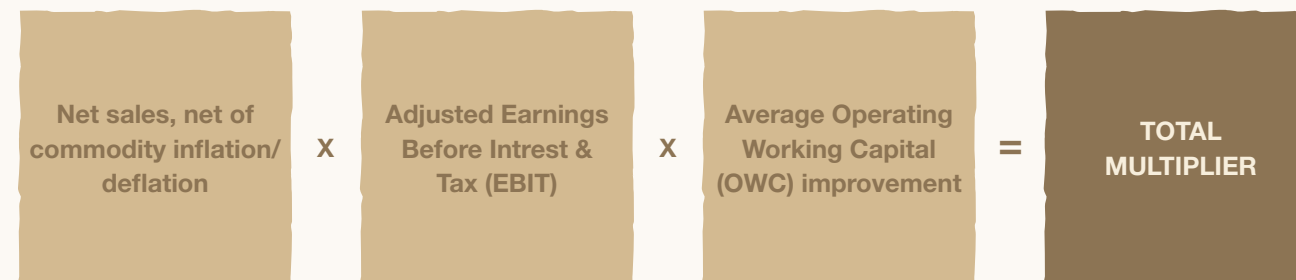 Net sales, net of
commodity inflation/
deflation
X
Adjusted Earnings
Before Intrest &
Tax (EBIT)
X
Average Operating
Working Capital
(OWC) improvement
=
TOTAL
MULTIPLIER